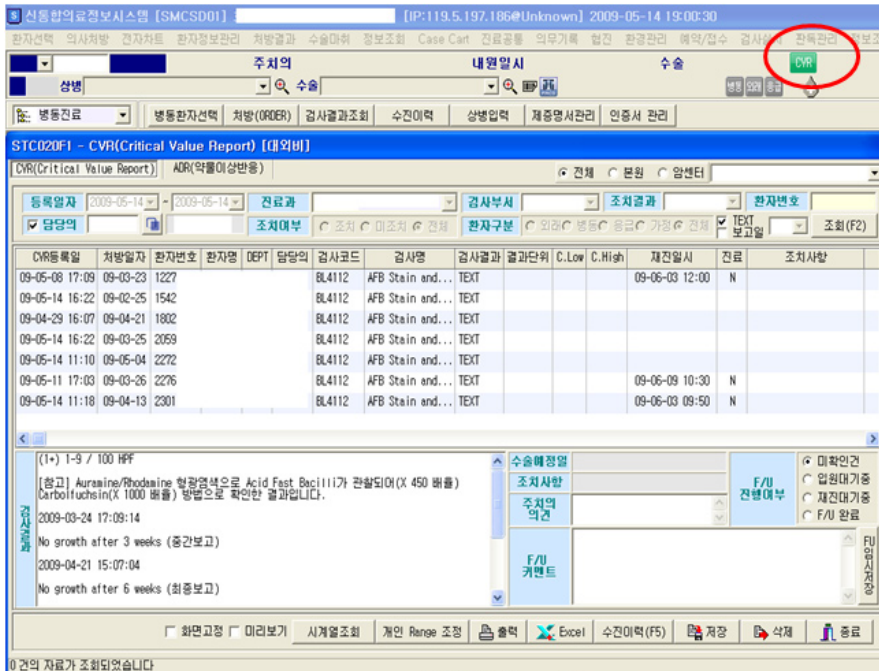 신통합의료정보시스템 [SMCSD01] [IP:119.5.197.186@Unknown] 2009-05-14 19:00:30
환자선택 의사처방 전자차트 환자정보관리 처방결과 수술마취 정보조회 Case Cart 진료공통 의무기록 협진 환경관리 예약/접수 판독관리
주치의 내원일시 수술 CVR
상병 수술 병동 외래 응급
병동진료 병동환자선택 처방(ORDER) 검사결과조회 수진이력 상병입력 제증명서관리 인증서 관리
STC020F1 - CVR(Critical Value Report) [대외비]
CVR(Critical Value Report) ADR(약물이상반응) 전체 본원 암센터
등록일자 2009-05-14 - 2009-05-14 진료과 검사부서 조치결과 환자번호
담당의 조치여부 조치 미조치 전체 환자구분 외래 병동 응급 가정 전체 TEXT 보고일 조회(F2)
CVR등록일 처방일자 환자번호 환자명 DEPT 담당의 검사코드 검사명 검사결과 결과단위 C.Low C.High 재진일시 진료 조치사항
09-05-08 17:09 09-03-23 1227 BL4112 AFB Stain and... TEXT 09-06-03 12:00 N
09-05-14 16:22 09-02-25 1542 BL4112 AFB Stain and... TEXT
09-04-29 16:07 09-04-21 1802 BL4112 AFB Stain and... TEXT
09-05-14 16:22 09-03-25 2059 BL4112 AFB Stain and... TEXT
09-05-14 11:10 09-05-04 2272 BL4112 AFB Stain and... TEXT
09-05-11 17:03 09-03-26 2276 BL4112 AFB Stain and... TEXT 09-06-09 10:30 N
09-05-14 11:18 09-04-13 2301 BL4112 AFB Stain and... TEXT 09-06-03 09:50 N
검사결과
(1+) 1-9 / 100 HPF
[참고] Auramine/Rhodamine 형광염색으로 Acid Fast Bacilli가 관찰되어(X 450 배율)
Carbolfuchsin(X 1000 배율) 방법으로 확인한 결과입니다.
2009-03-24 17:09:14
No growth after 3 weeks (중간보고)
2009-04-21 15:07:04
No growth after 6 weeks (최종보고)
수술예정일
조치사항
주치의
의견
F/U
진행여부
미확인건
입원대기중
재진대기중
F/U 완료
F/U
커멘트
FU임시저장
화면고정 미리보기 시계열조회 개인 Range 조정 출력 Excel 수진이력(F5) 저장 삭제 종료
0 건의 자료가 조회되었습니다